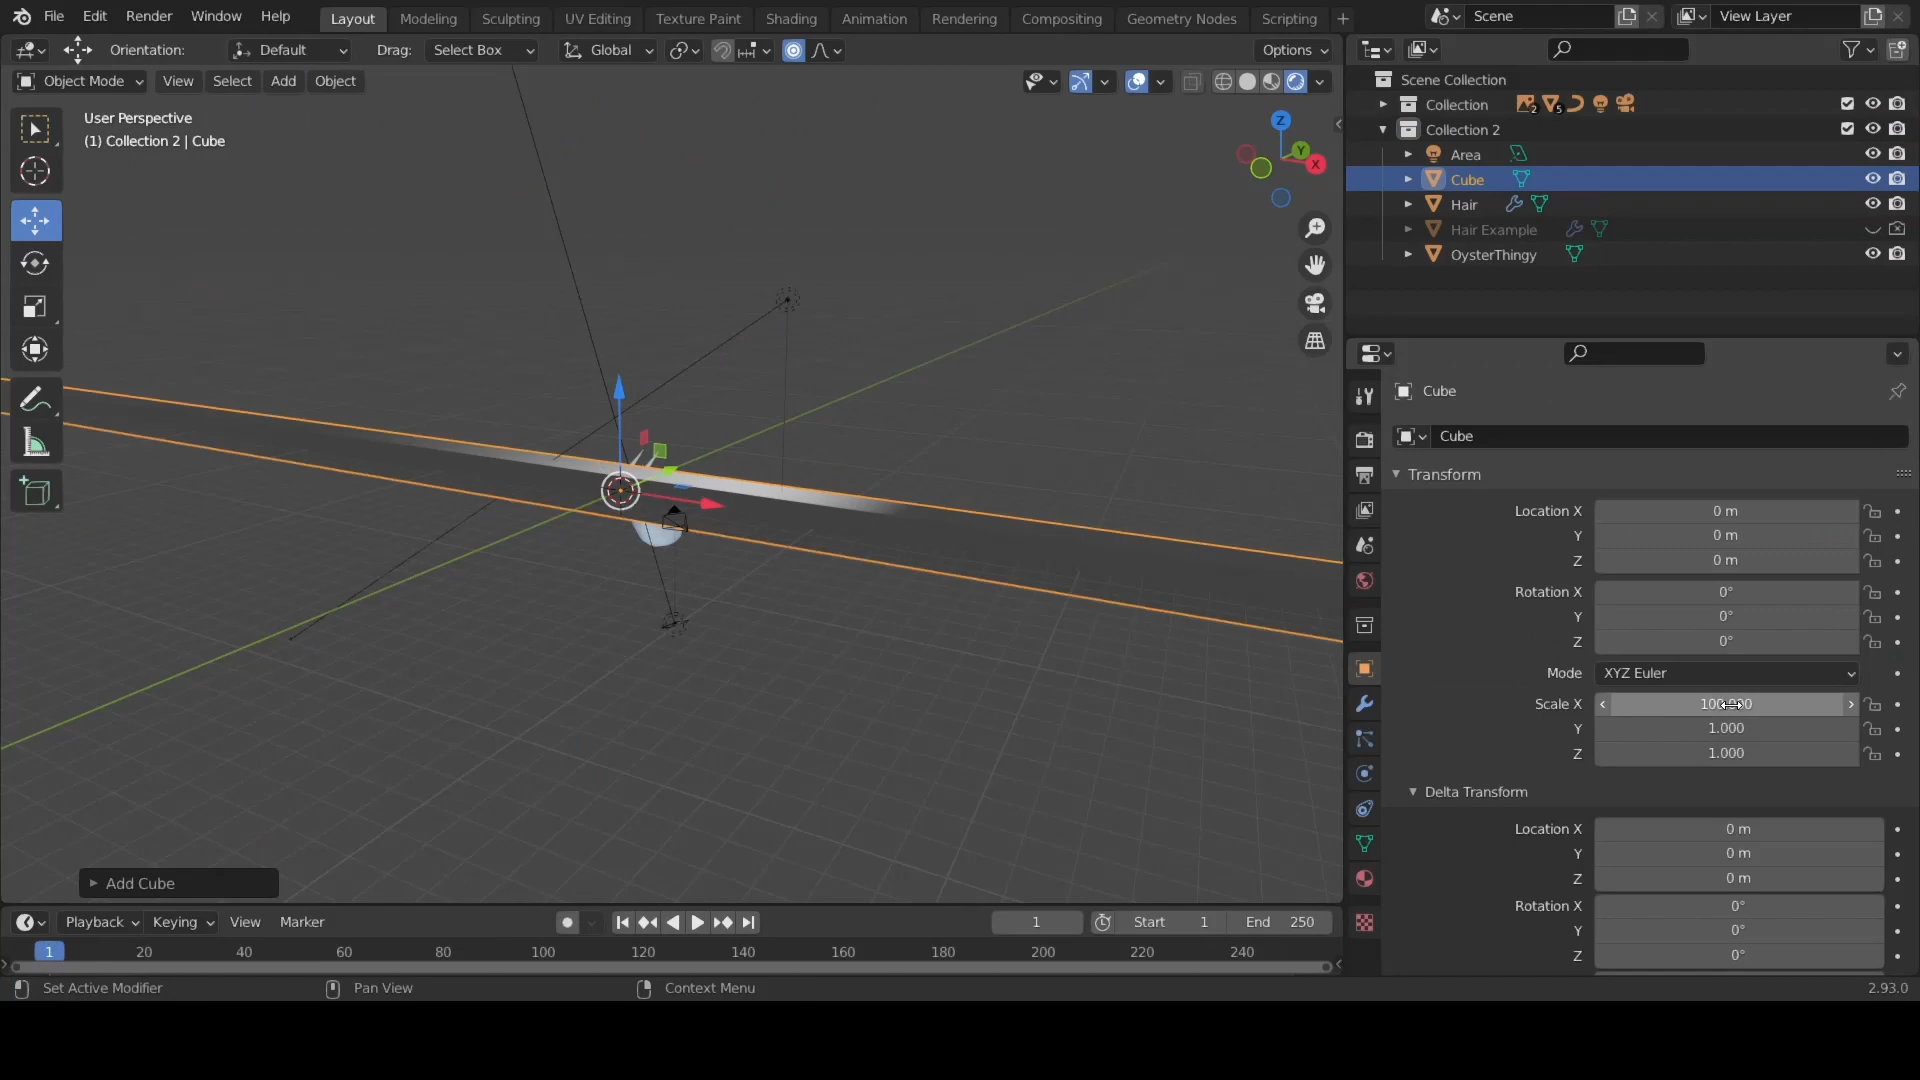 File Edit Render Window Help Layout Modeling Sculpting UV Editing Texture Paint Shading Animation Rendering Compositing Geometry Nodes Scripting Scene View Layer
Orientation: Default Drag: Select Box Global Options
Object Mode View Select Add Object
User Perspective
(1) Collection 2 | Cube
Z
Y
X
Add Cube
Scene Collection
Collection 2 5
Collection 2
Area
Cube
Hair
Hair Example
OysterThingy
Cube
Cube
Transform
Location X 0 m
Y 0 m
Z 0 m
Rotation X 0°
Y 0°
Z 0°
Mode XYZ Euler
Scale X
Y 1.000
Z 1.000
Delta Transform
Location X 0 m
Y 0 m
Z 0 m
Rotation X 0°
Y 0°
Z 0°
Playback Keying View Marker 1 Start 1 End 250
1 20 40 60 80 100 120 140 160 180 200 220 240
Set Active Modifier Pan View Context Menu 2.93.0